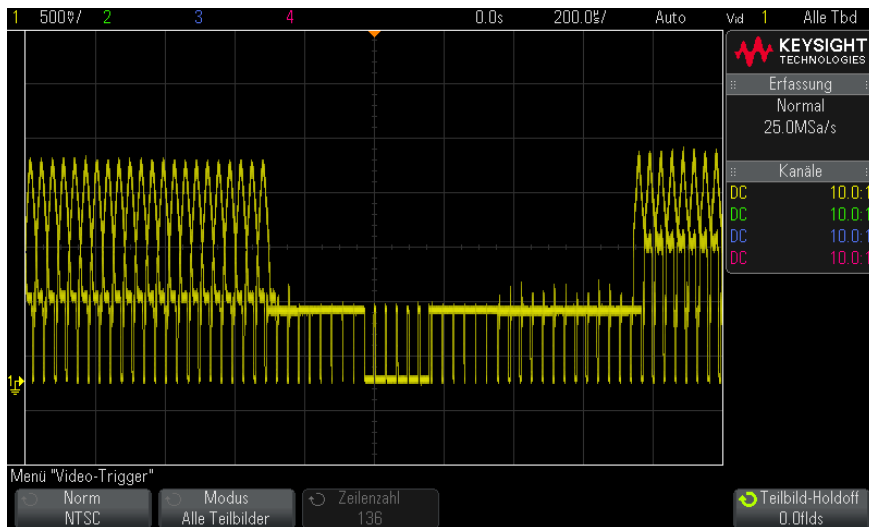 1 500㎷/ 2 3 4 0.0s 200.0㎲/ Auto Vid 1 Alle Tbd
KEYSIGHT
TECHNOLOGIES
Erfassung
Normal
25.0MSa/s
Kanäle
DC 10.0:1
DC 10.0:1
DC 10.0:1
DC 10.0:1
1
Menü "Video-Trigger"
Norm
NTSC
Modus
Alle Teilbilder
Zeilenzahl
136
Teilbild-Holdoff
0.0flds